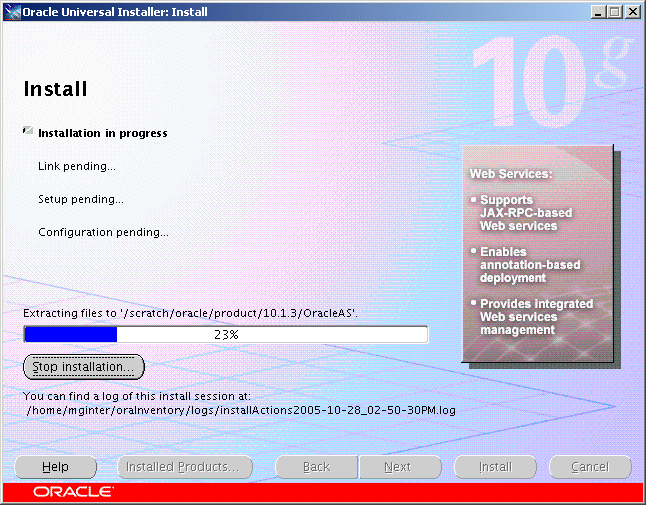 Oracle Universal Installer: Install
10g
Install
Installation in progress
Link pending...
Setup pending...
Configuration pending...
Web Services:
• Supports
JAX-RPC-based
Web services
• Enables
annotation-based
deployment
• Provides integrated
Web services
management
Extracting files to '/scratch/oracle/product/10.1.3/OracleAS'.
23%
Stop installation...
You can find a log of this install session at:
/home/mginter/oraInventory/logs/installActions2005-10-28_02-50-30PM.log
Help Installed Products... Back Next Install Cancel
ORACLE